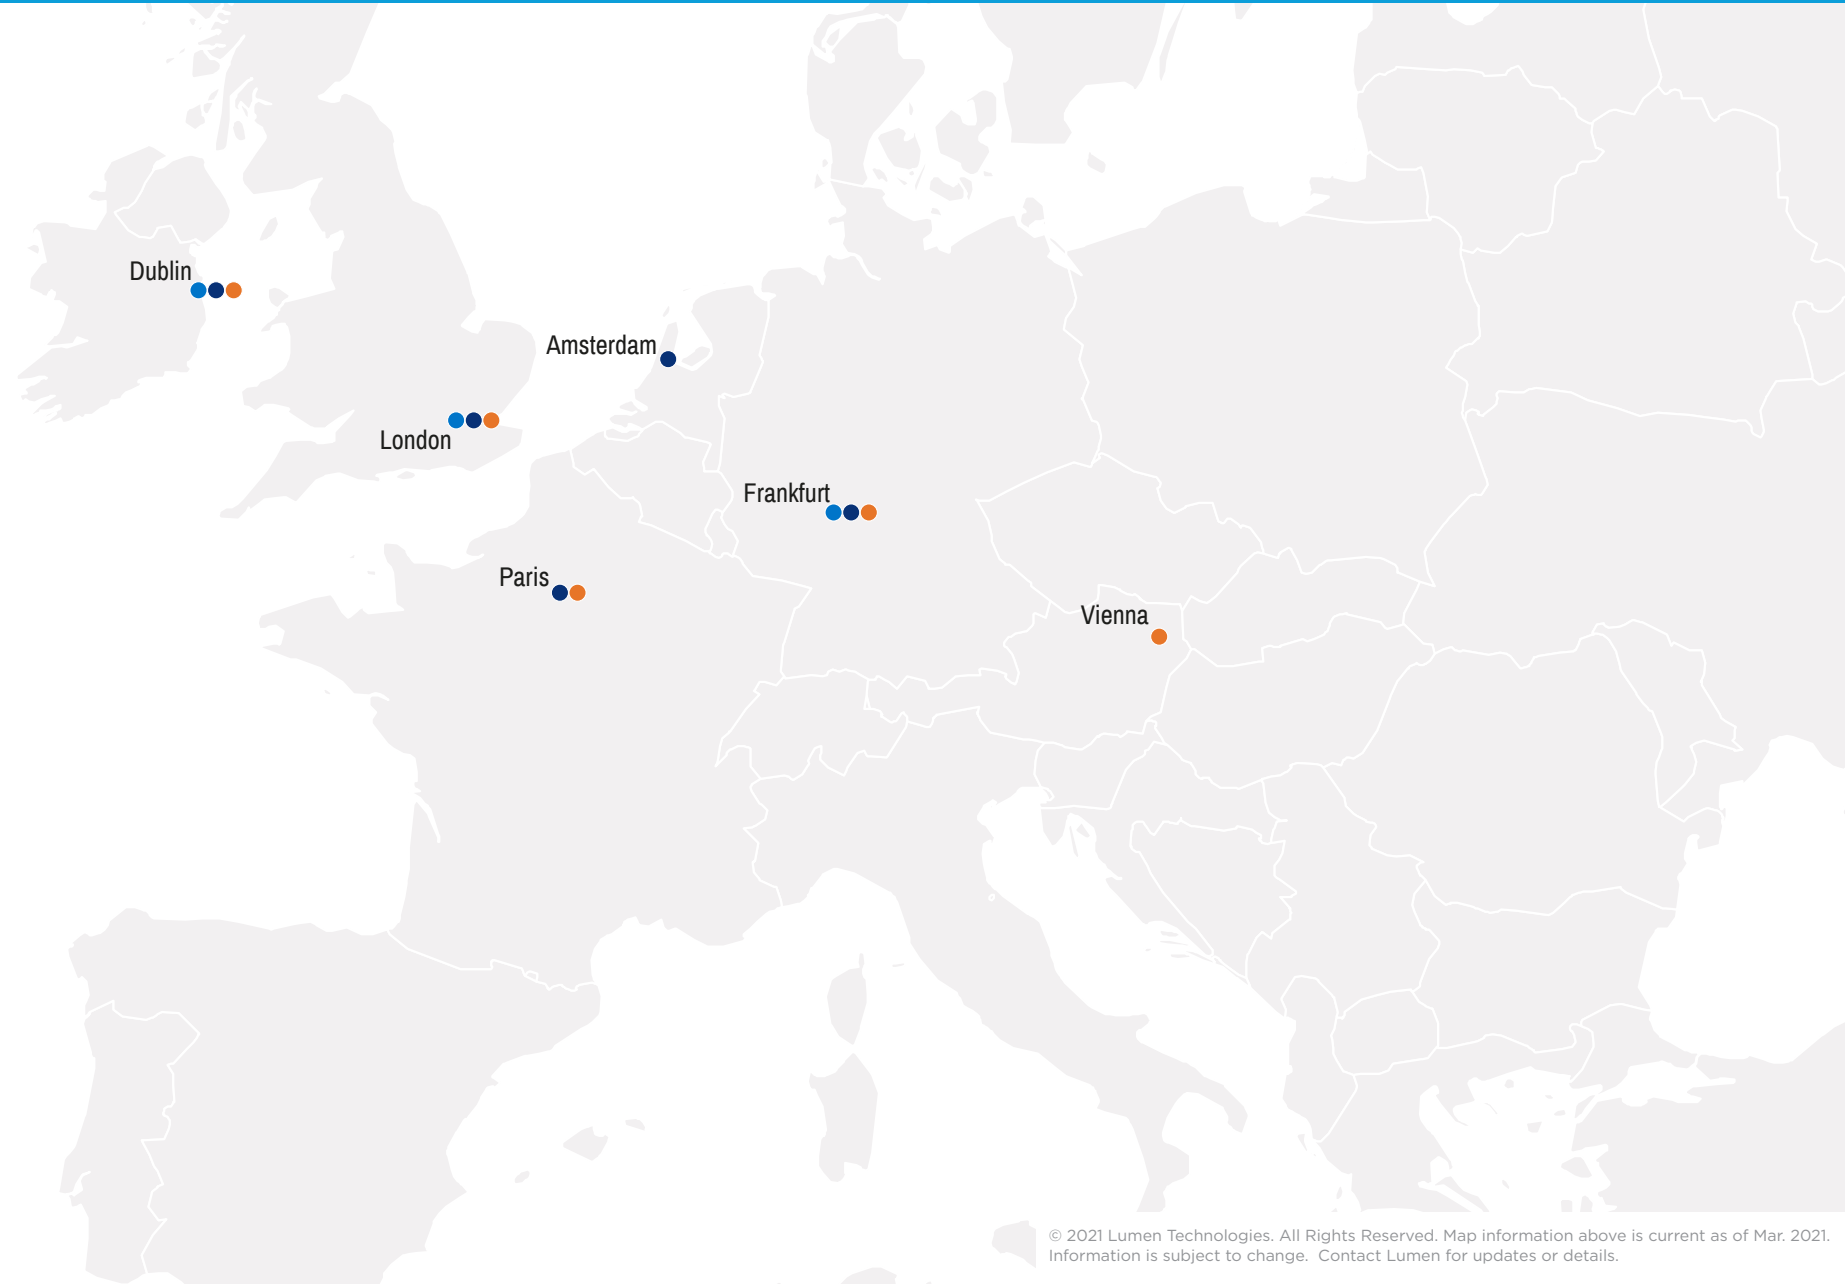 Dublin
Amsterdam
London
Frankfurt
Paris
Vienna
© 2021 Lumen Technologies. All Rights Reserved. Map information above is current as of Mar. 2021.
Information is subject to change. Contact Lumen for updates or details.